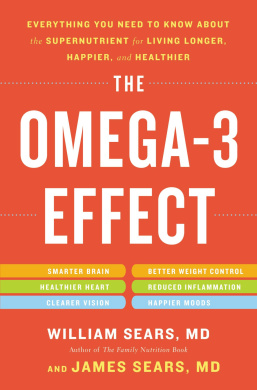 EVERYTHING YOU NEED TO KNOW ABOUT
the SUPERNUTRIENT for LIVING LONGER,
HAPPIER, and HEALTHIER
THE
OMEGA-3
EFFECT
SMARTER BRAIN
BETTER WEIGHT CONTROL
HEALTHIER HEART
REDUCED INFLAMMATION
CLEARER VISION
HAPPIER MOODS
WILLIAM SEARS, MD
Author of The Family Nutrition Book
AND JAMES SEARS, MD